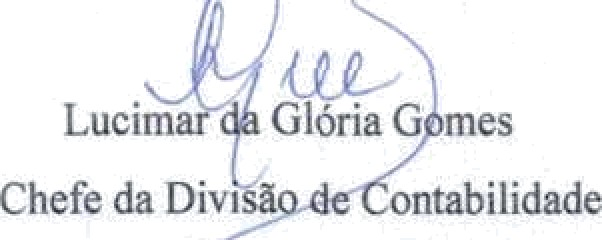 Lucimar da Glória Gomes
Chefe da Divisão de Contabilidade